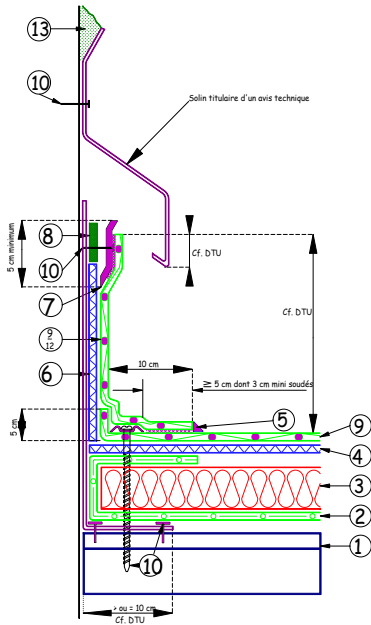 13
10
Solin titulaire d'un avis technique
8
5 cm minimum
10
Cf. DTU
7
Cf. DTU
9
12
10 cm
6
≥ 5 cm dont 3 cm mini soudés
5 cm
5
9
4
3
2
1
10
> ou = 10 cm
Cf. DTU